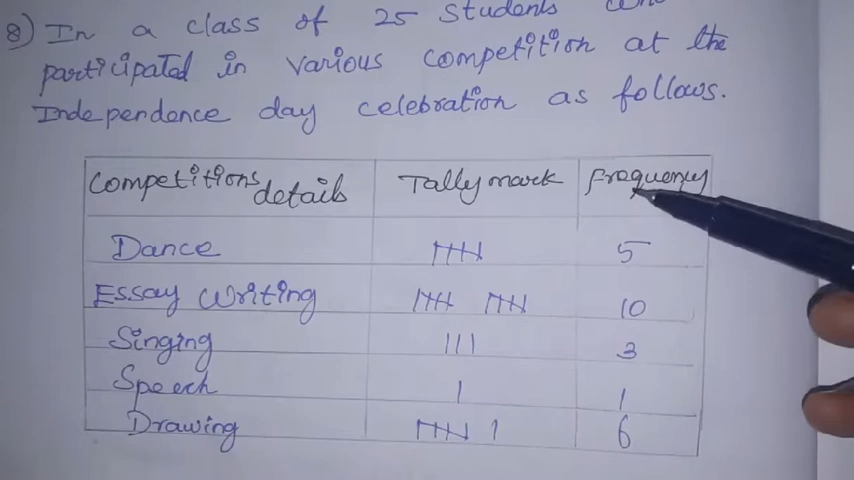 8) In a class of 25 students who
participated in various competition at the
Independence day celebration as follows.
Competitions details Tally mark Frequency
Dance 5
Essay Writing 10
Singing ||| 3
Speech | 1
Drawing 6